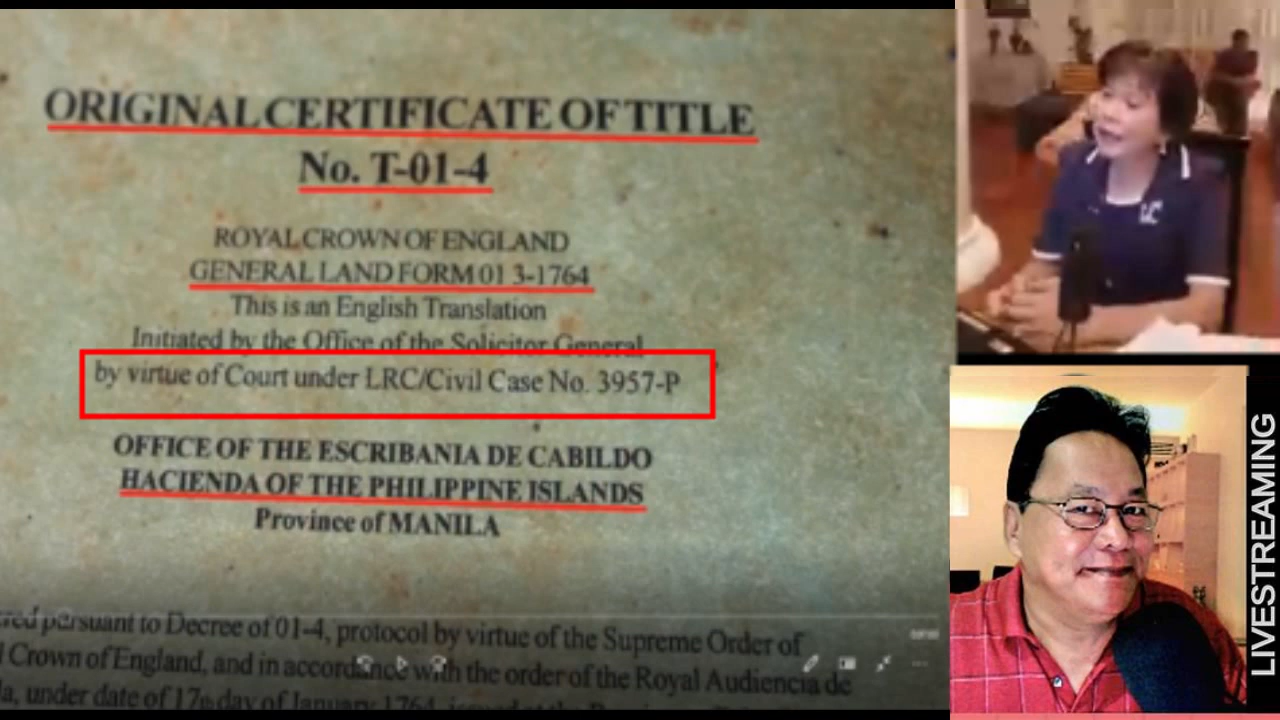 ORIGINAL CERTIFICATE OF TITLE
No. T-01-4
ROYAL CROWN OF ENGLAND
GENERAL LAND FORM 01 3-1764
This is an English Translation
Initiated by the Office of the Solicitor General
by virtue of Court under LRC/Civil Case No. 3957-P
OFFICE OF THE ESCRIBANIA DE CABILDO
HACIENDA OF THE PHILIPPINE ISLANDS
Province of MANILA
pursuant to Decree of 01-4, protocol by virtue of the Supreme Order of
Crown of England, and in accordance with the order of the Royal Audiencia de
under date of 17th day of January 1764, issued at the
LC
LIVESTREAMING